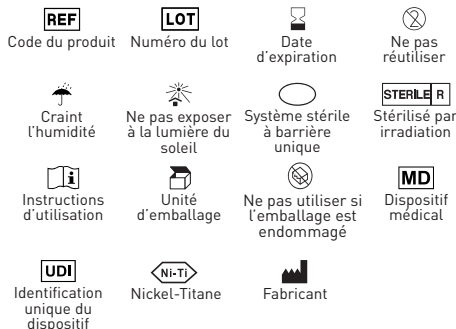 REF
Code du produit
LOT
Numéro du lot
Date
d'expiration
2
Ne pas
réutiliser
Craint
l'humidité
Ne pas exposer
à la lumière du
soleil
Système stérile
à barrière
unique
STERILE R
Stérilisé par
irradiation
i
Instructions
d'utilisation
Unité
d'emballage
Ne pas utiliser si
l'emballage est
endommagé
MD
Dispositif
médical
UDI
Identification
unique du
dispositif
Ni-Ti
Nickel-Titane
Fabricant